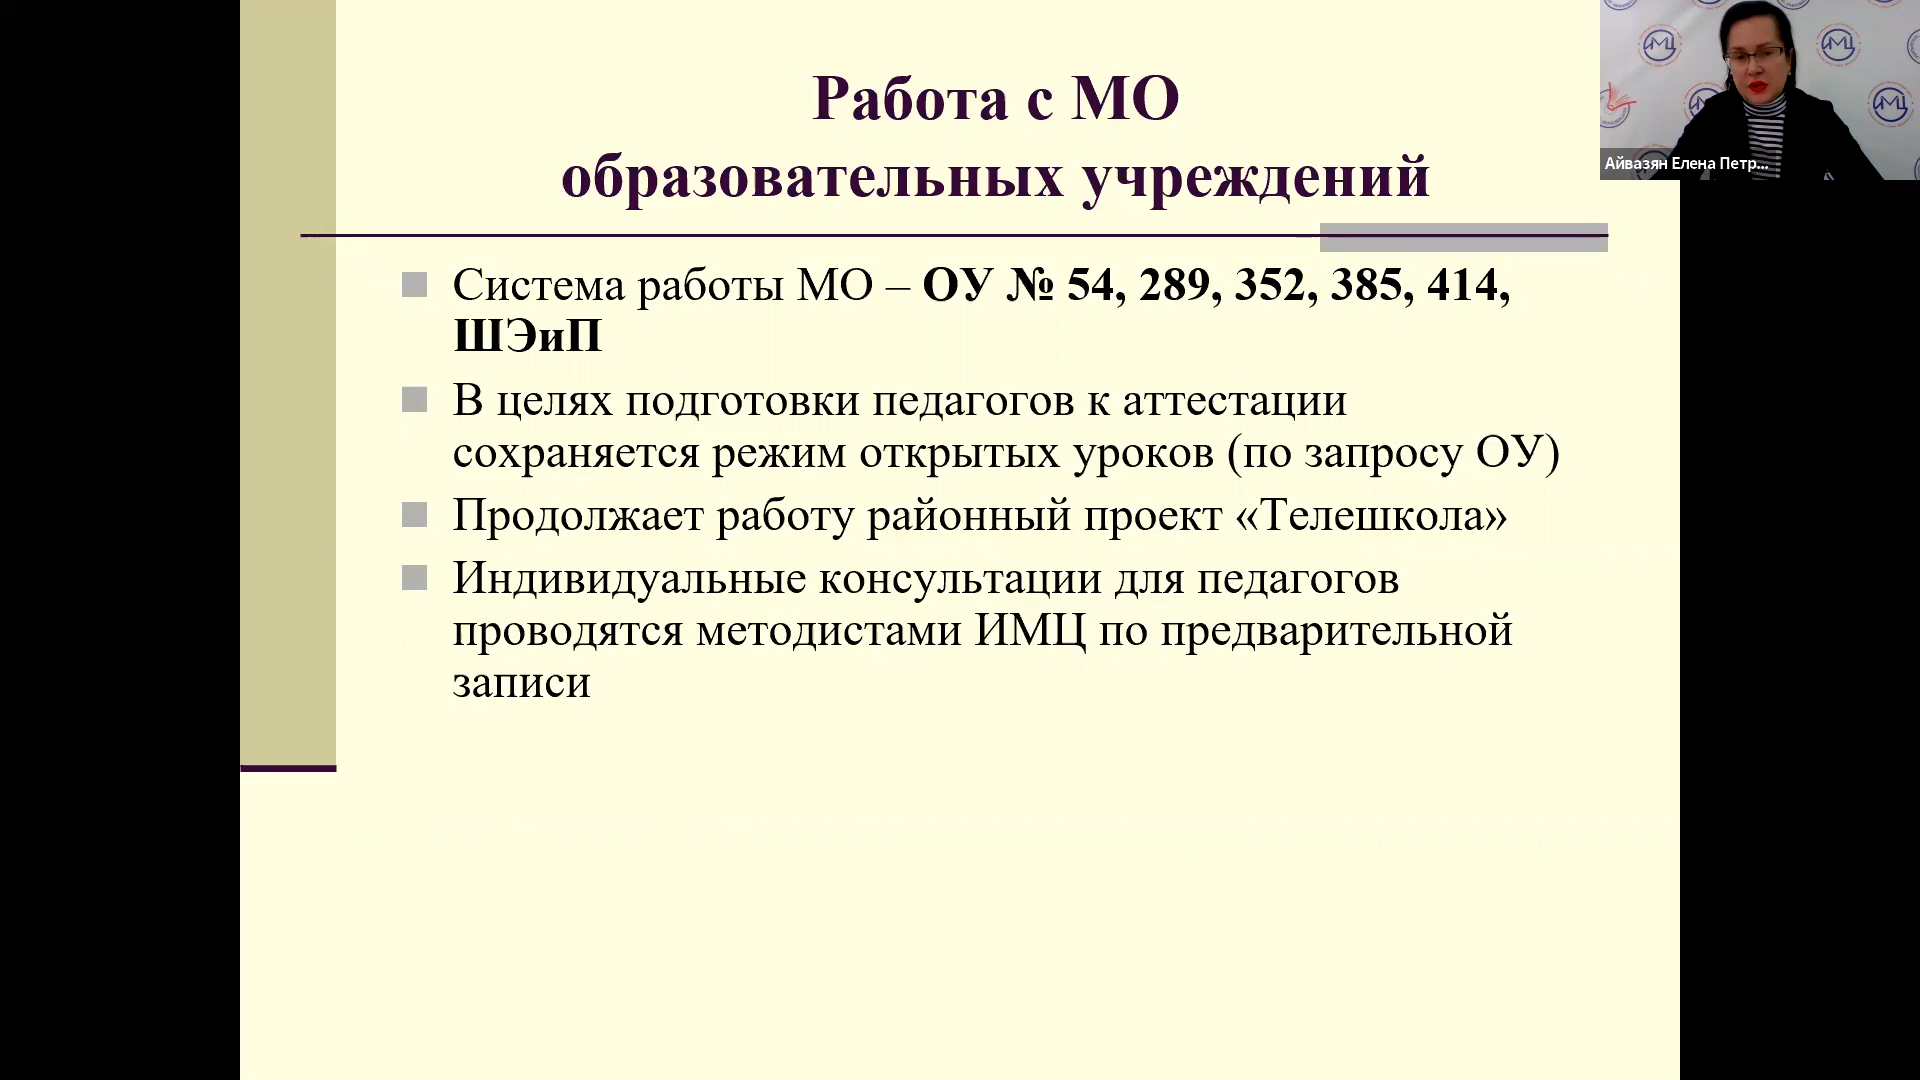 Работа с МО
образовательных учреждений
Система работы МО – ОУ № 54, 289, 352, 385, 414,
ШЭиП
В целях подготовки педагогов к аттестации
сохраняется режим открытых уроков (по запросу ОУ)
Продолжает работу районный проект «Телешкола»
Индивидуальные консультации для педагогов
проводятся методистами ИМЦ по предварительной
записи
Айвазян Елена Петр...